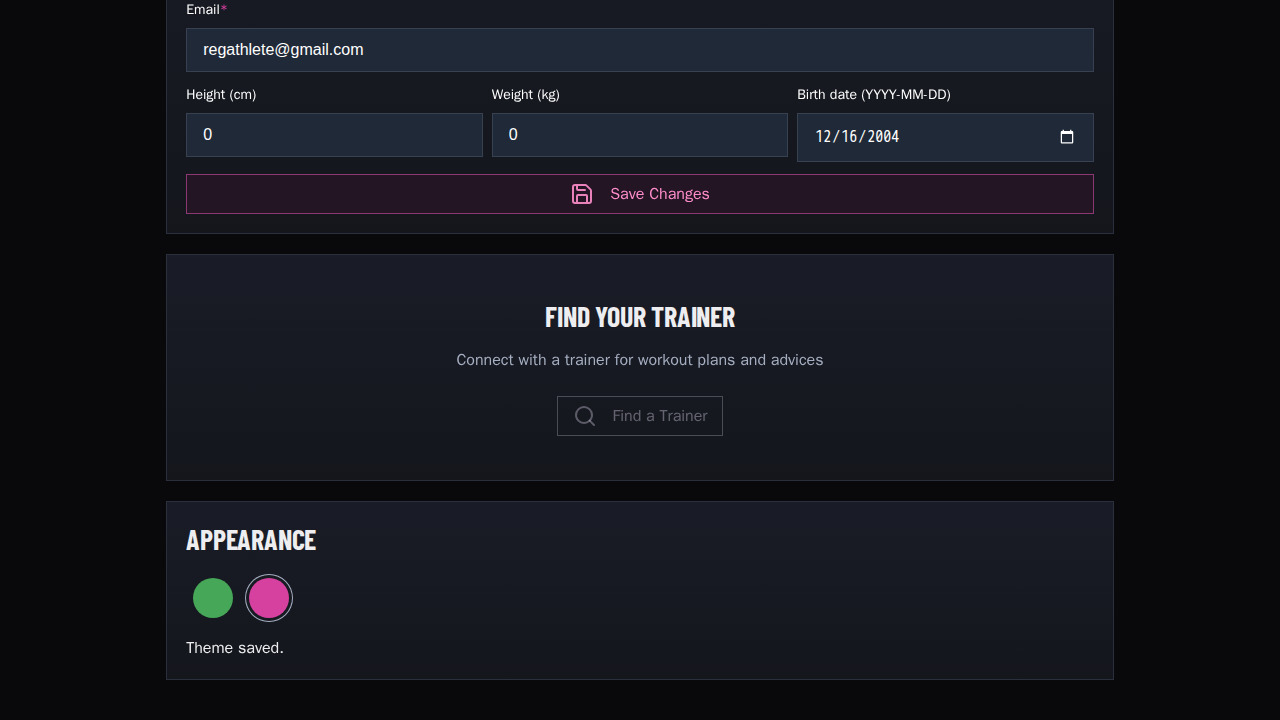 Email*
regathlete@gmail.com
Height (cm) Weight (kg) Birth date (YYYY-MM-DD)
0 0 12/16/2004
Save Changes
FIND YOUR TRAINER
Connect with a trainer for workout plans and advices
Find a Trainer
APPEARANCE
Theme saved.